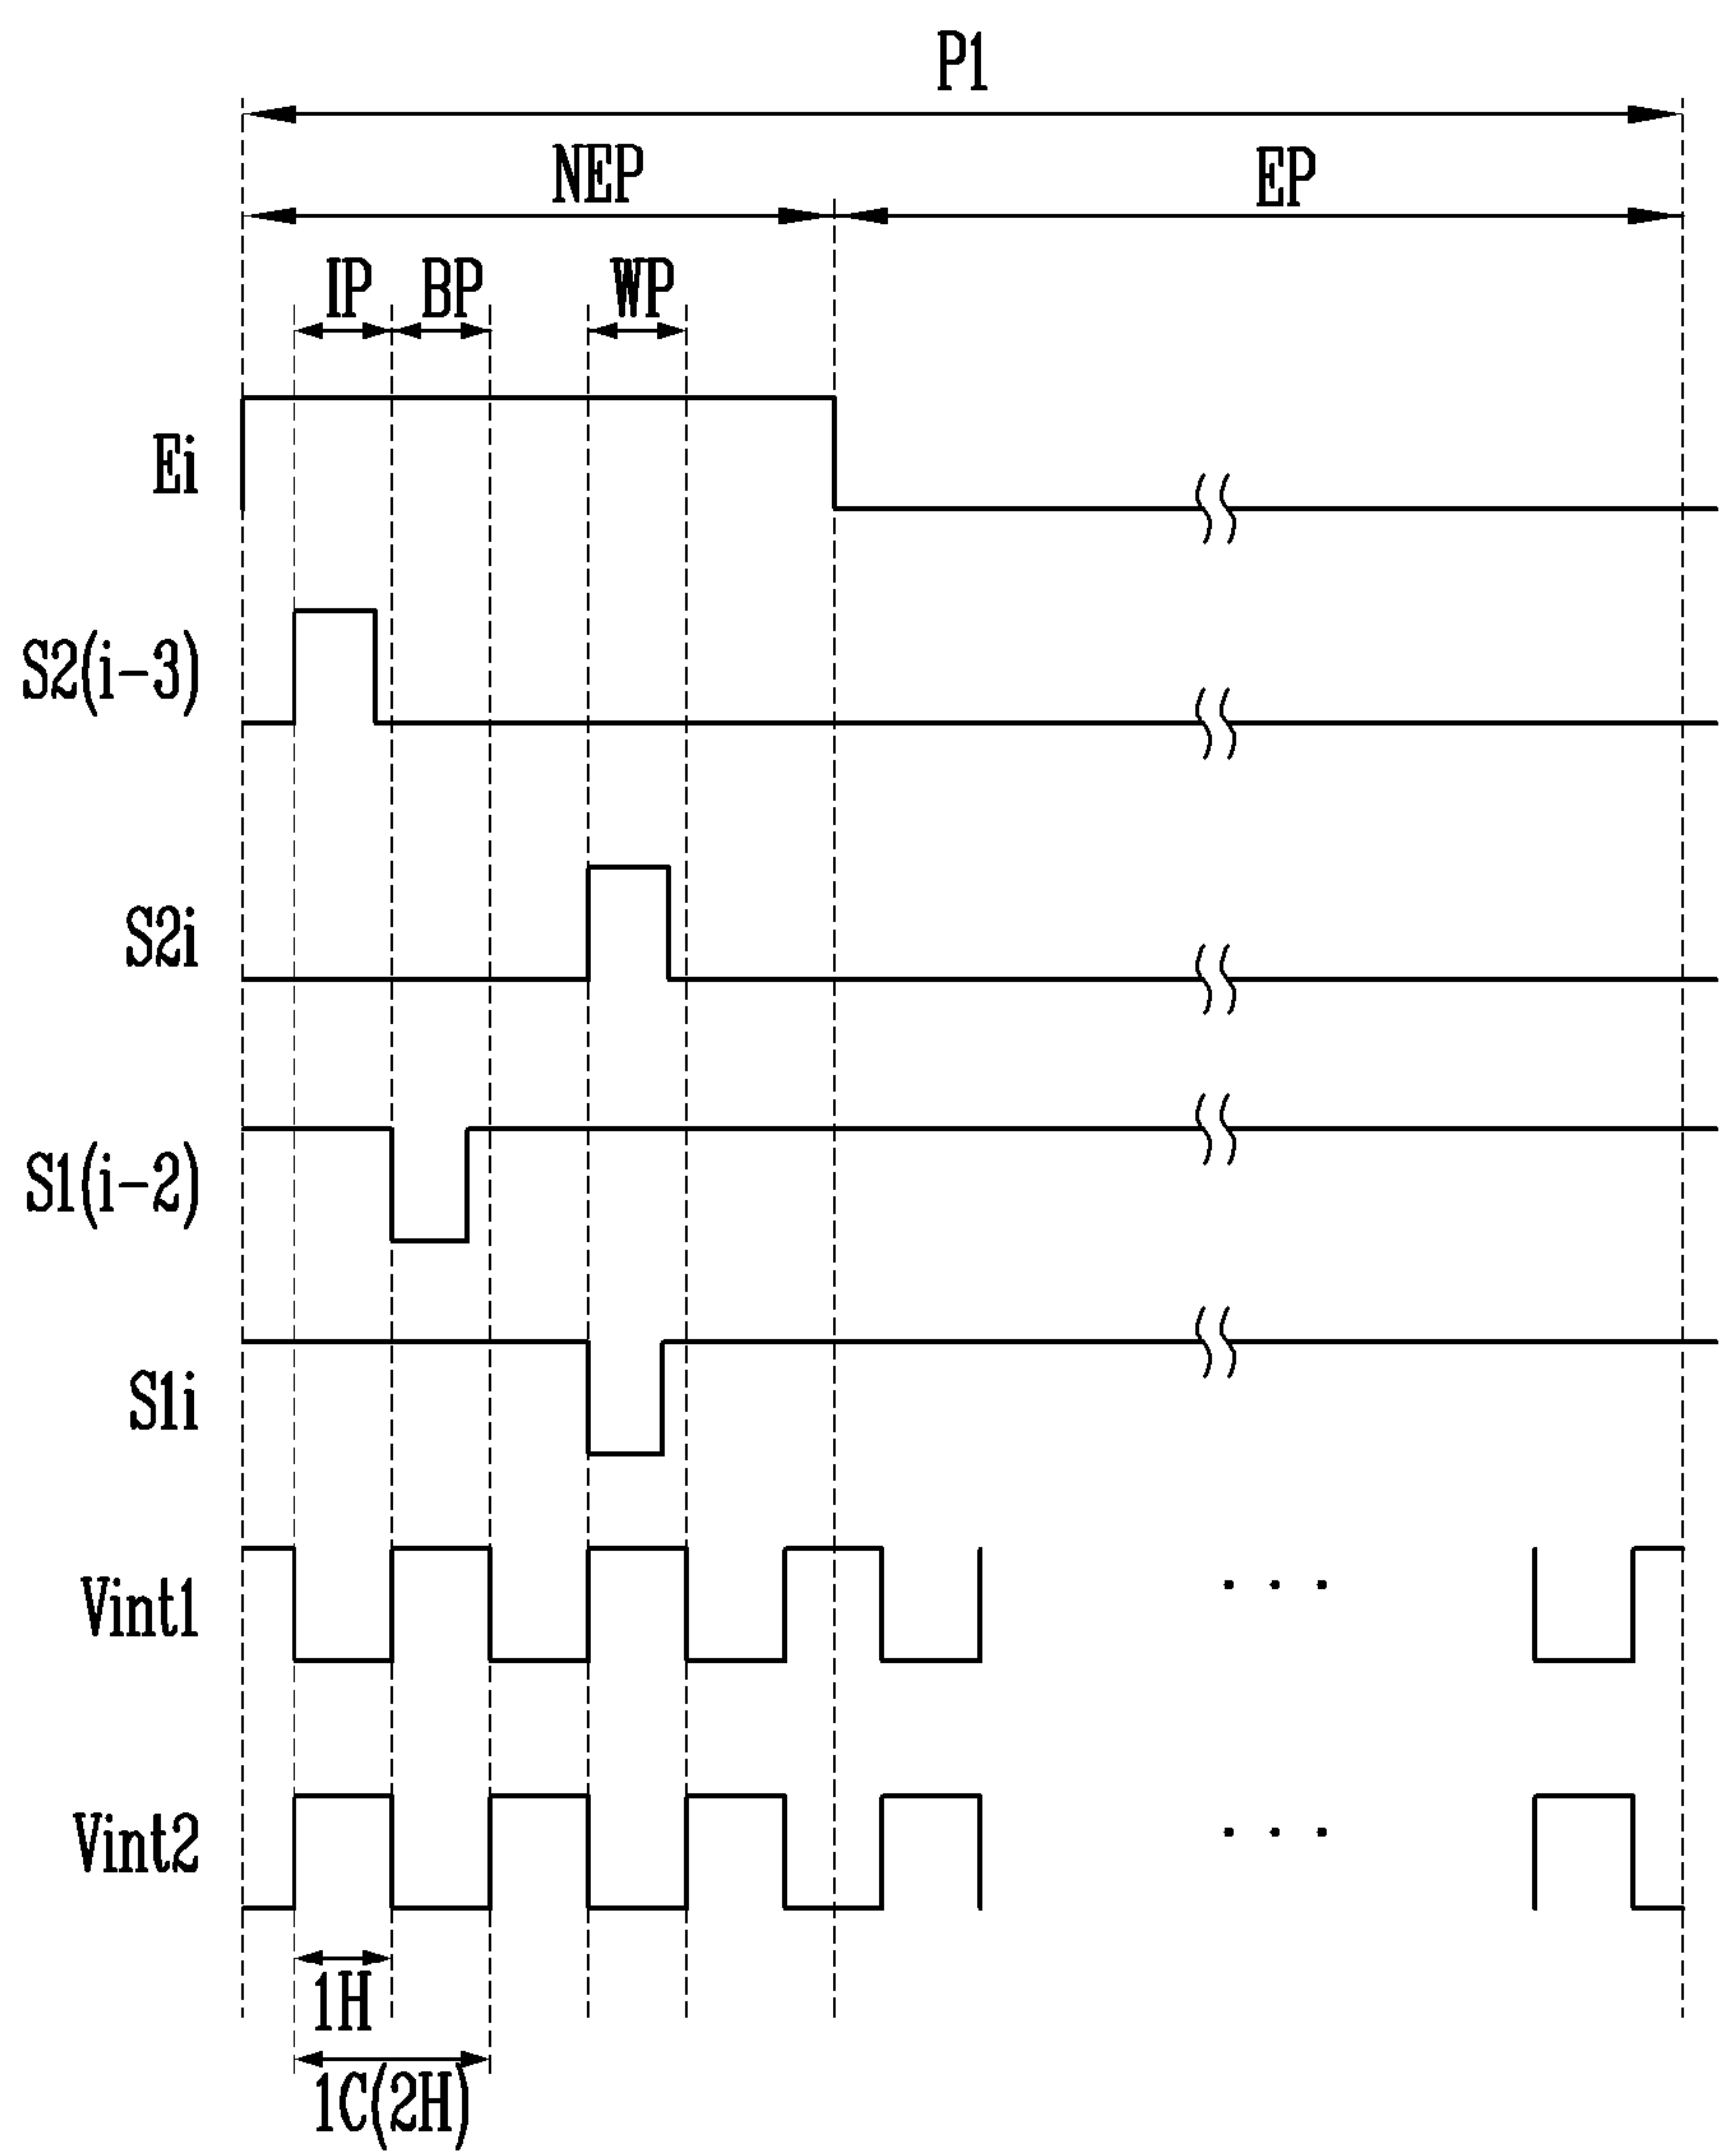 P1
NEP EP
IP BP WP
Ei
S2(i-3)
S2i
S1(i-2)
S1i
Vint1 . . .
Vint2 . . .
1H
1C(2H)